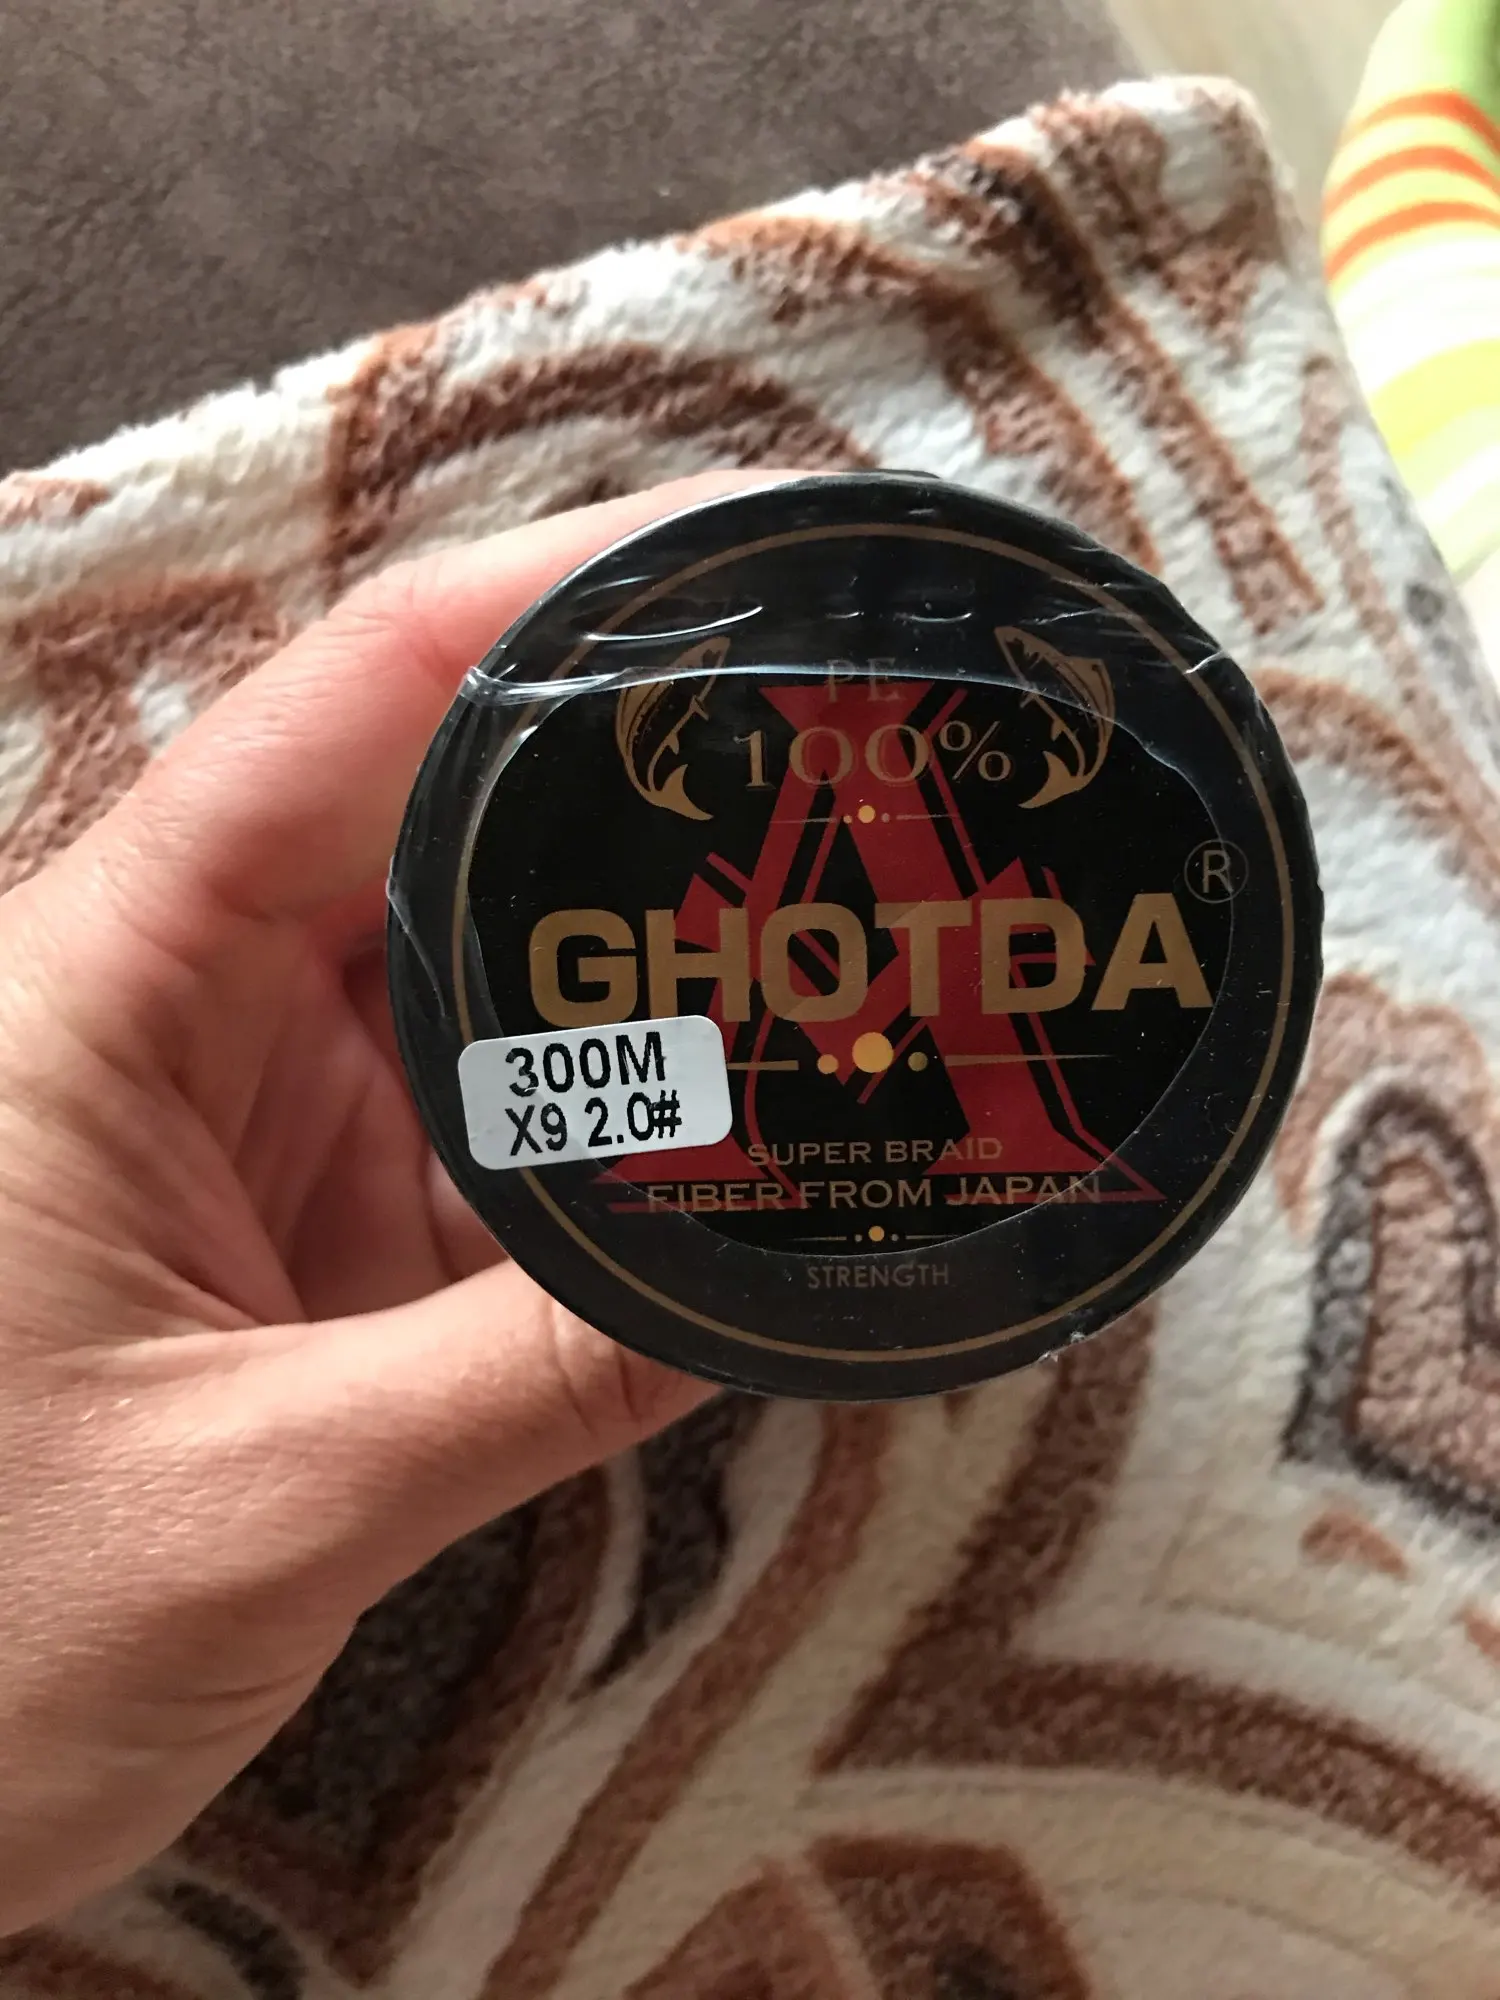 PE
100%
GHOTDA®
300M
X9 2.0#
SUPER BRAID
FIBER FROM JAPAN
STRENGTH